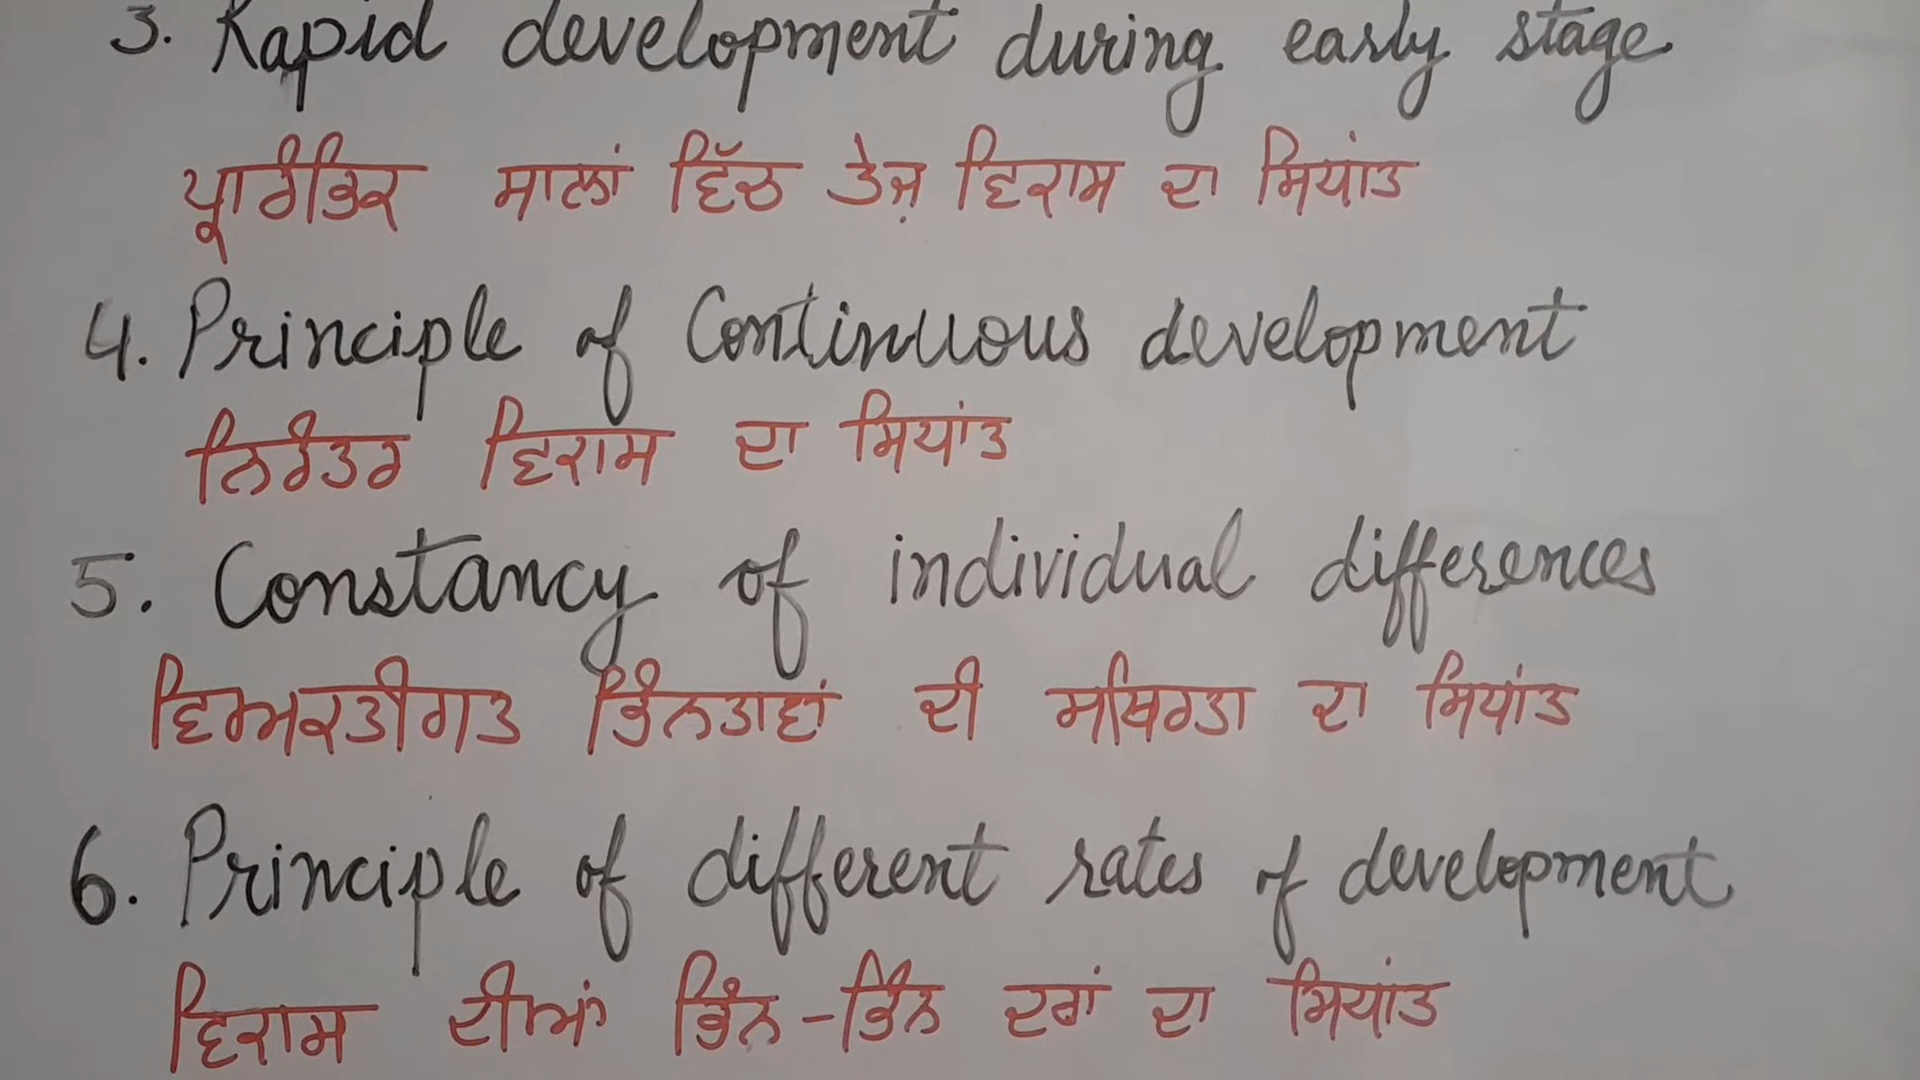 3. Rapid development during early stage
ਪ੍ਰਾਰੰਭਿਕ ਸਾਲਾਂ ਵਿੱਚ ਤੇਜ਼ ਵਿਕਾਸ ਦਾ ਸਿਧਾਂਤ
4. Principle of Continuous development
ਨਿਰੰਤਰ ਵਿਕਾਸ ਦਾ ਸਿਧਾਂਤ
5. Constancy of individual differences
ਵਿਅਕਤੀਗਤ ਭਿੰਨਤਾਵਾਂ ਦੀ ਸਥਿਰਤਾ ਦਾ ਸਿਧਾਂਤ
6. Principle of different rates of development
ਵਿਕਾਸ ਦੀਆਂ ਭਿੰਨ-ਭਿੰਨ ਦਰਾਂ ਦਾ ਸਿਧਾਂਤ